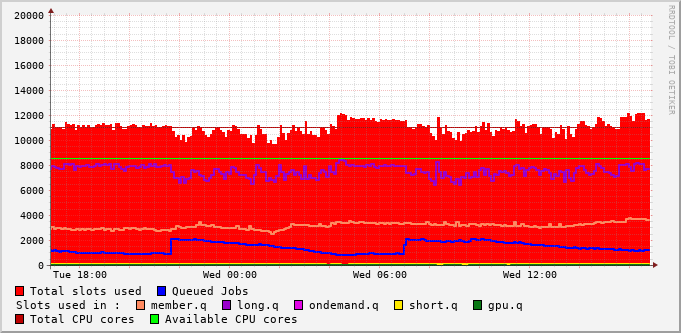 20000
18000
16000
14000
12000
10000
8000
6000
4000
2000
0
Tue 18:00 Wed 00:00 Wed 06:00 Wed 12:00
RRDTOOL / TOBI OETIKER
Total slots used Queued Jobs
Slots used in : member.q long.q ondemand.q short.q gpu.q
Total CPU cores Available CPU cores